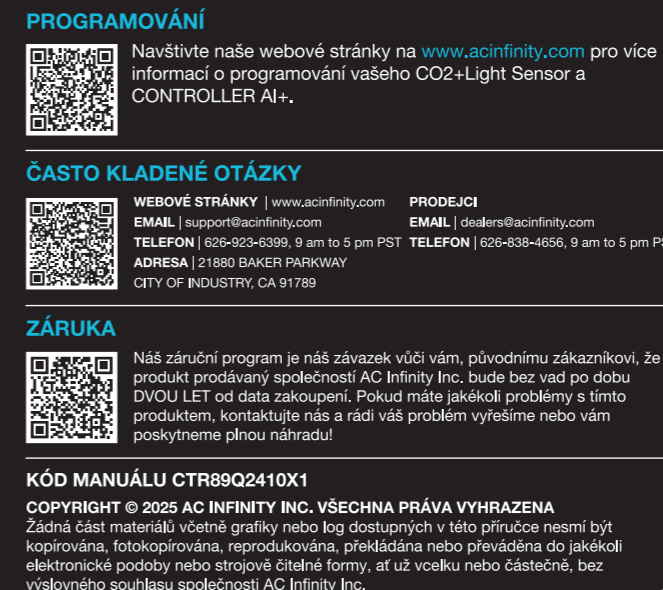 PROGRAMOVÁNÍ
Navštivte naše webové stránky na www.acinfinity.com pro více
informací o programování vašeho CO2+Light Sensor a
CONTROLLER AI+.
ČASTO KLADENÉ OTÁZKY
WEBOVÉ STRÁNKY | www.acinfinity.com
EMAIL | support@acinfinity.com
TELEFON | 626-923-6399, 9 am to 5 pm PST
ADRESA | 21880 BAKER PARKWAY
CITY OF INDUSTRY, CA 91789
PRODEJCI
EMAIL | dealers@acinfinity.com
TELEFON | 626-838-4656, 9 am to 5 pm PS
ZÁRUKA
Náš záruční program je náš závazek vůči vám, původnímu zákazníkovi, že
produkt prodávaný společností AC Infinity Inc. bude bez vad po dobu
DVOU LET od data zakoupení. Pokud máte jakékoli problémy s tímto
produktem, kontaktujte nás a rádi váš problém vyřešíme nebo vám
poskytneme plnou náhradu!
KÓD MANUÁLU CTR89Q2410X1
COPYRIGHT © 2025 AC INFINITY INC. VŠECHNA PRÁVA VYHRAZENA
Žádná část materiálů včetně grafiky nebo log dostupných v této příručce nesmí být
kopírována, fotokopírována, reprodukována, překládána nebo převáděna do jakékoli
elektronické podoby nebo strojově čitelné formy, ať už vcelku nebo částečně, bez
výslovného souhlasu společnosti AC Infinity Inc.